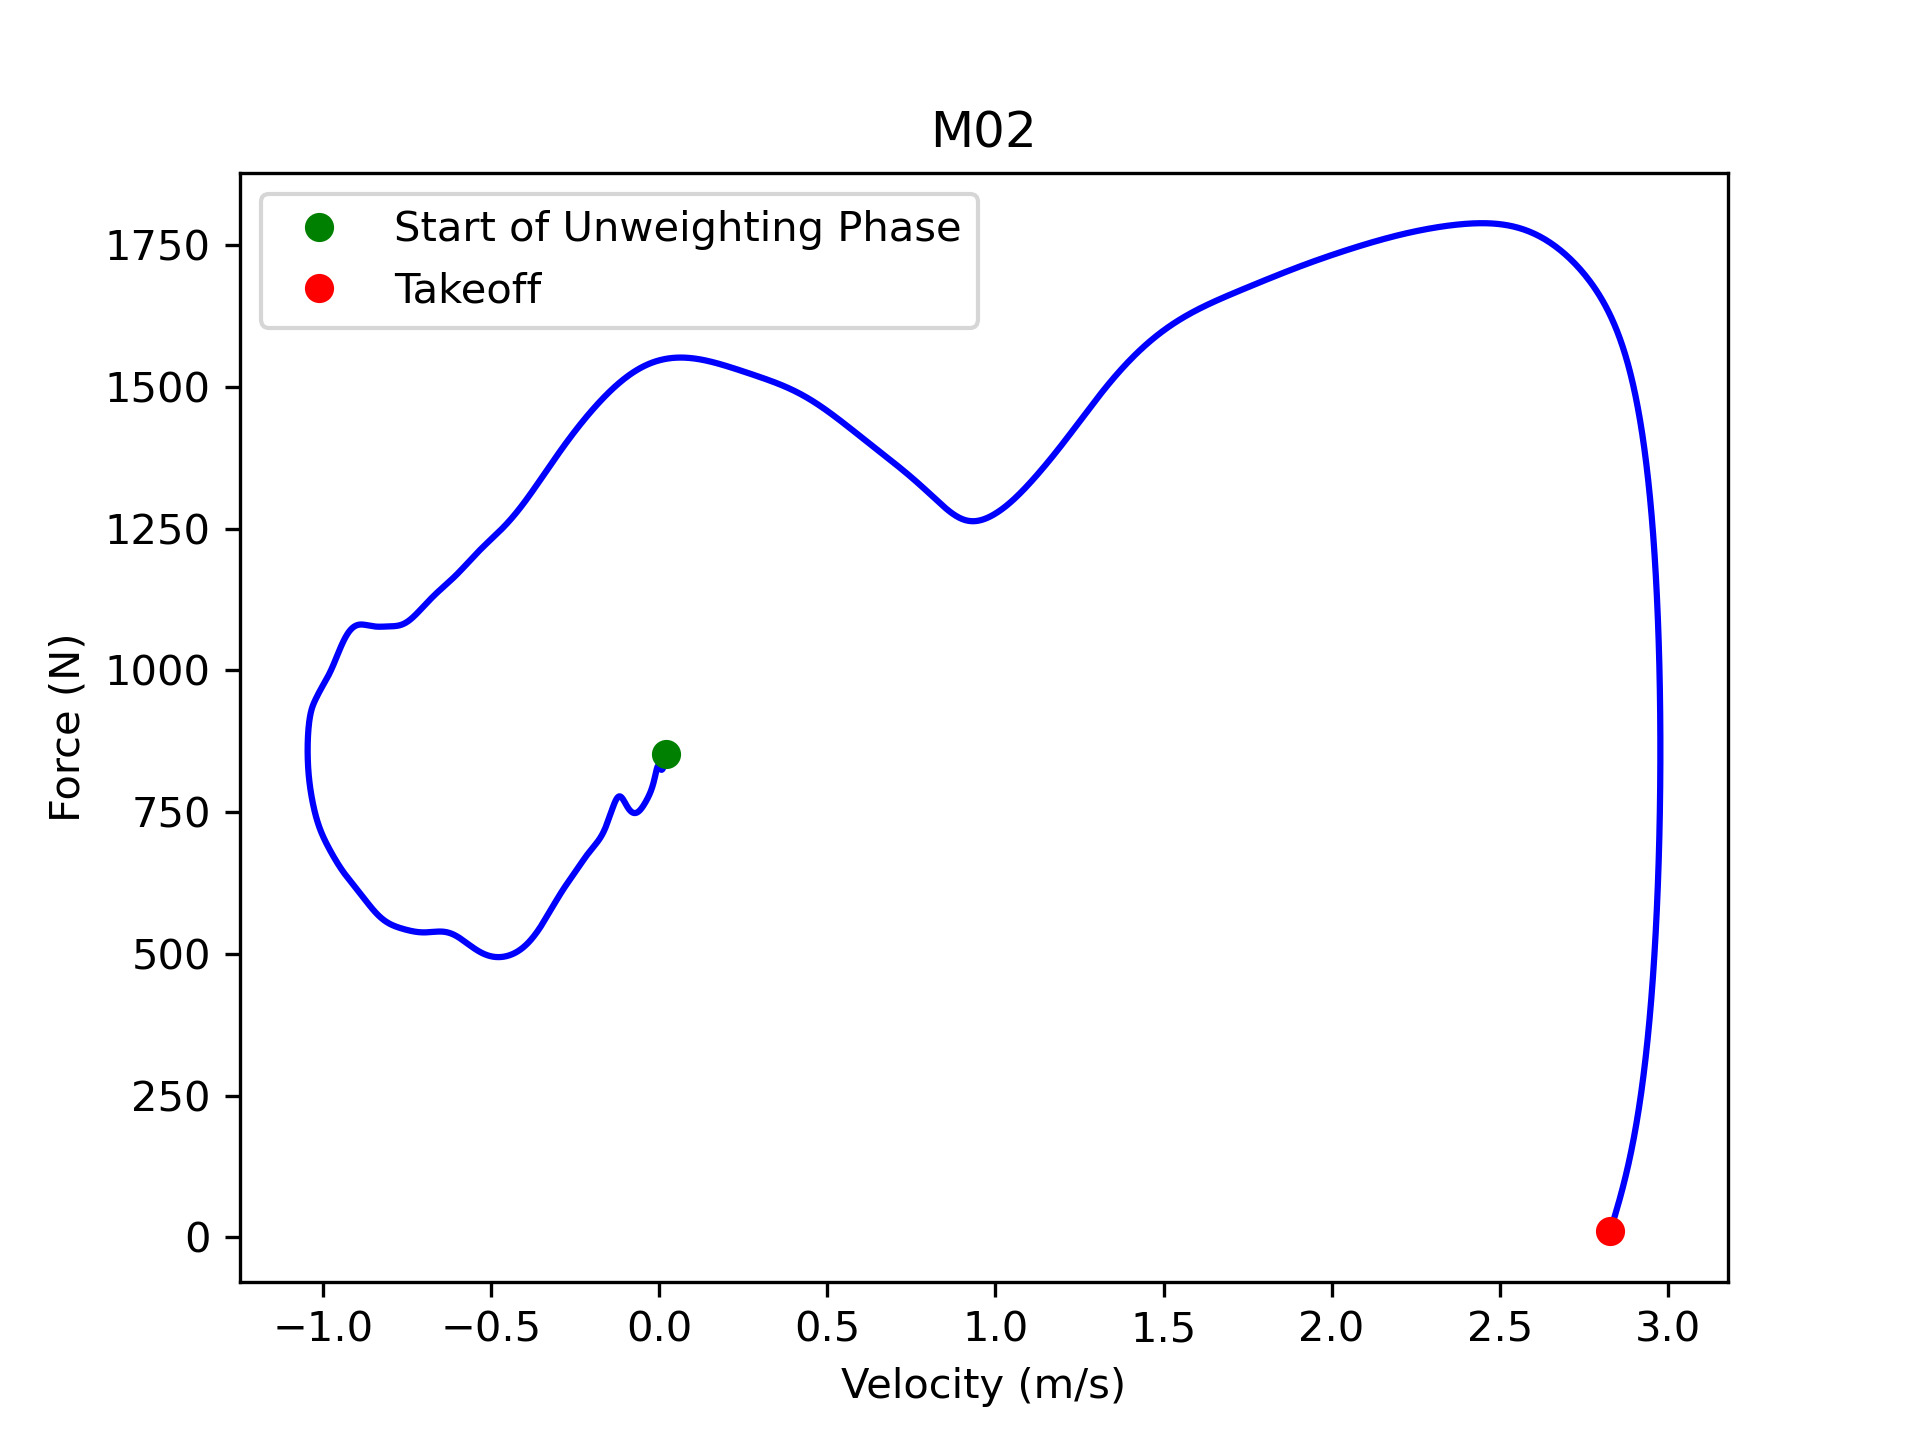 M02
Start of Unweighting Phase
Takeoff
1750
1500
1250
1000
750
500
250
0
Force (N)
−1.0 −0.5 0.0 0.5 1.0 1.5 2.0 2.5 3.0
Velocity (m/s)